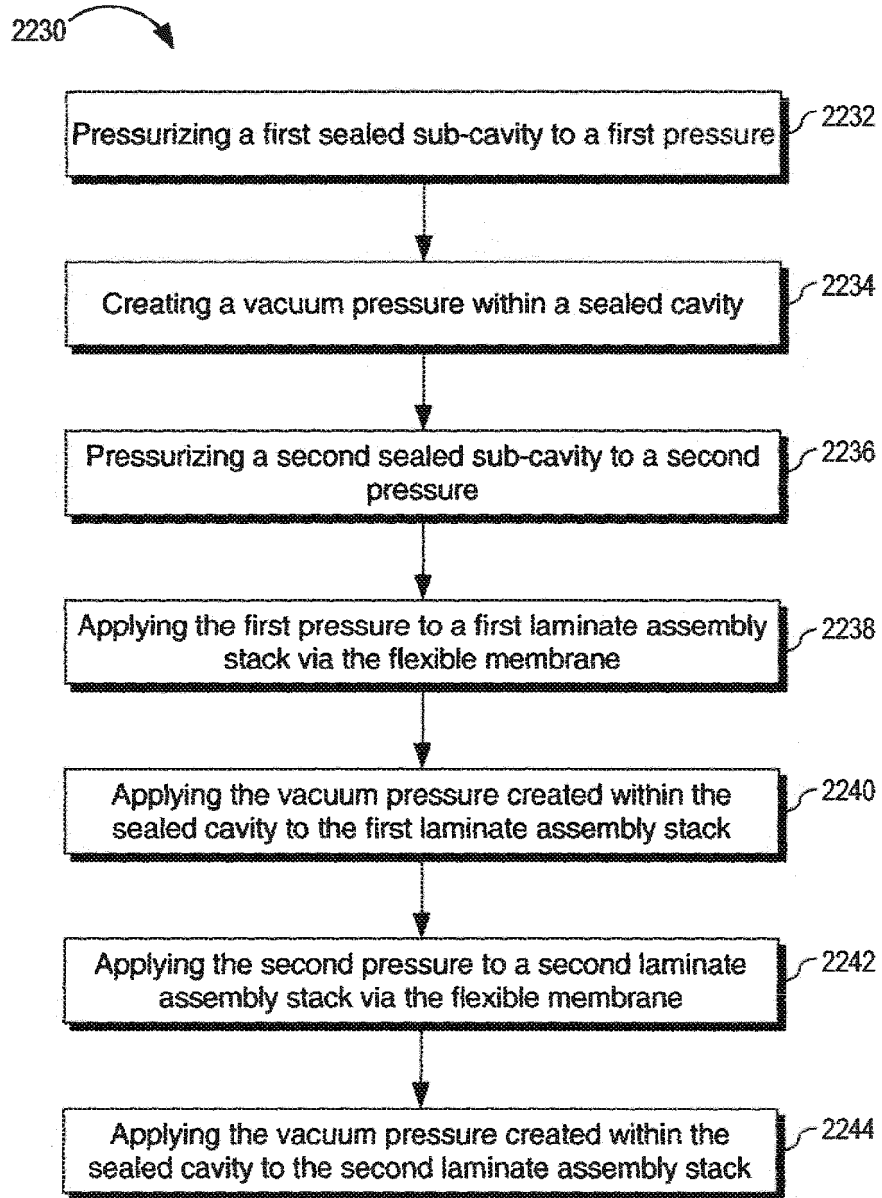 2230
Pressurizing a first sealed sub-cavity to a first pressure
2232
Creating a vacuum pressure within a sealed cavity
2234
Pressurizing a second sealed sub-cavity to a second
pressure
2236
Applying the first pressure to a first laminate assembly
stack via the flexible membrane
2238
Applying the vacuum pressure created within the
sealed cavity to the first laminate assembly stack
2240
Applying the second pressure to a second laminate
assembly stack via the flexible membrane
2242
Applying the vacuum pressure created within the
sealed cavity to the second laminate assembly stack
2244